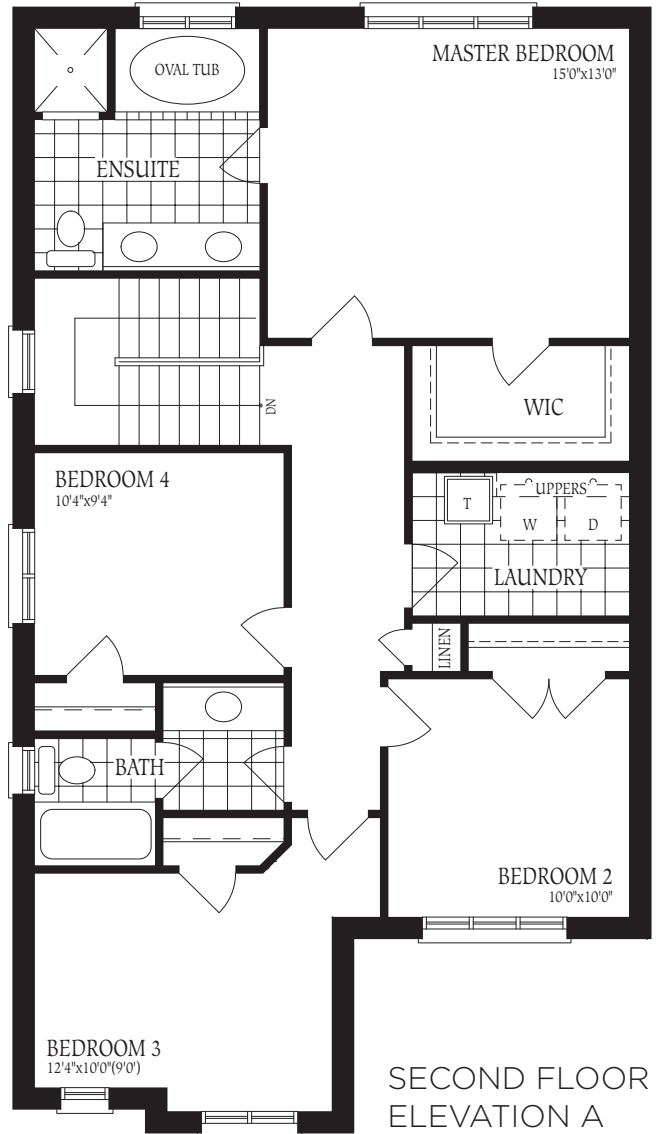 MASTER BEDROOM
15'0"x13'0"
OVAL TUB
ENSUITE
DN
WIC
BEDROOM 4
10'4"x9'4"
UPPERS
T
W
D
LAUNDRY
LINEN
BATH
BEDROOM 2
10'0"x10'0"
BEDROOM 3
12'4"x10'0"(9'0')
SECOND FLOOR
ELEVATION A